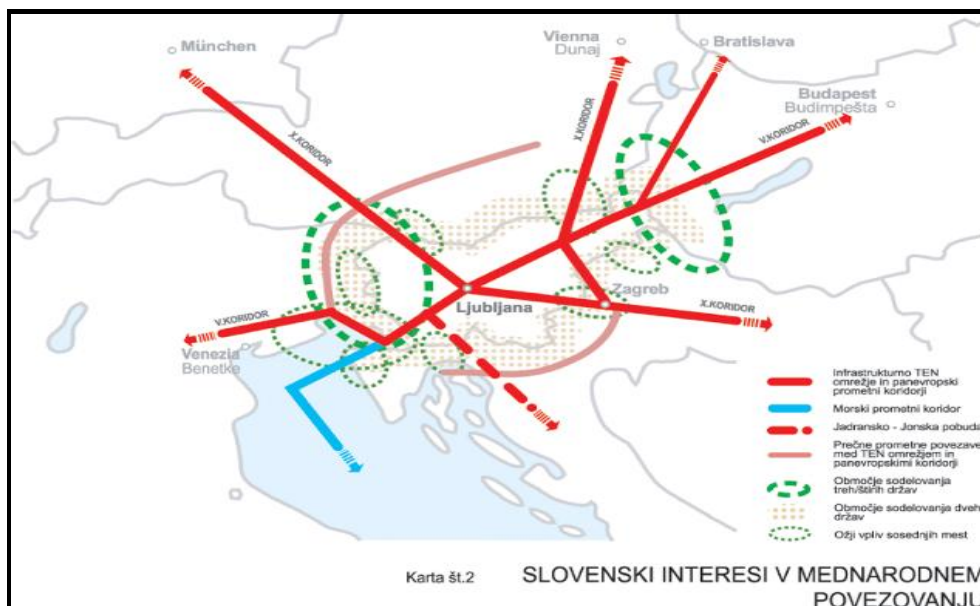 München
Vienna
Dunaj
Bratislava
Budapest
Budimpešta
X.KORIDOR
X.KORIDOR
V.KORIDOR
Ljubljana
Zagreb
X.KORIDOR
V.KORIDOR
Venezia
Benetke
Infrastrukturno TEN
omrežje in panevropski
prometni koridorji
Morski prometni koridor
Jadransko - Jonska pobuda
Prečne prometne povezave
med TEN omrežjem in
panevropskimi koridorji
Območje sodelovanja
treh/štirih držav
Območje sodelovanja dveh
držav
Ožji vpliv sosednjih mest
Karta št.2
SLOVENSKI INTERESI V MEDNARODNEM
POVEZOVANJU